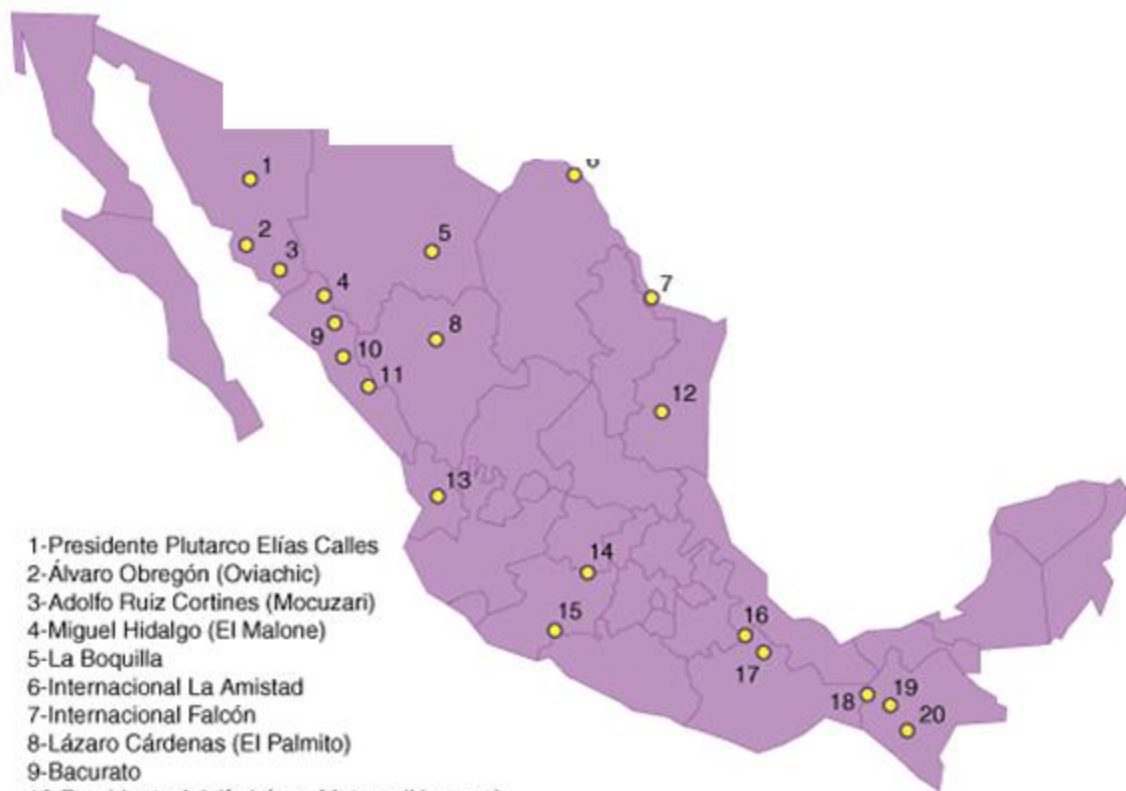 1
6
2
5
3
7
4
8
9
10
11
12
13
14
15
16
17
18
19
20
1-Presidente Plutarco Elías Calles
2-Álvaro Obregón (Oviachic)
3-Adolfo Ruiz Cortines (Mocuzari)
4-Miguel Hidalgo (El Malone)
5-La Boquilla
6-Internacional La Amistad
7-Internacional Falcón
8-Lázaro Cárdenas (El Palmito)
9-Bacurato